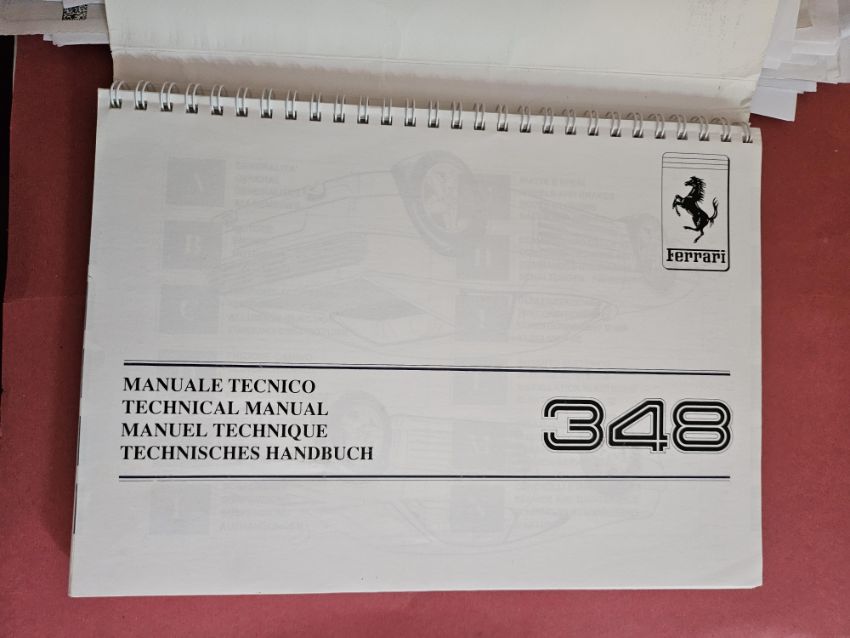 Ferrari
MANUALE TECNICO
TECHNICAL MANUAL
MANUEL TECHNIQUE
TECHNISCHES HANDBUCH
348